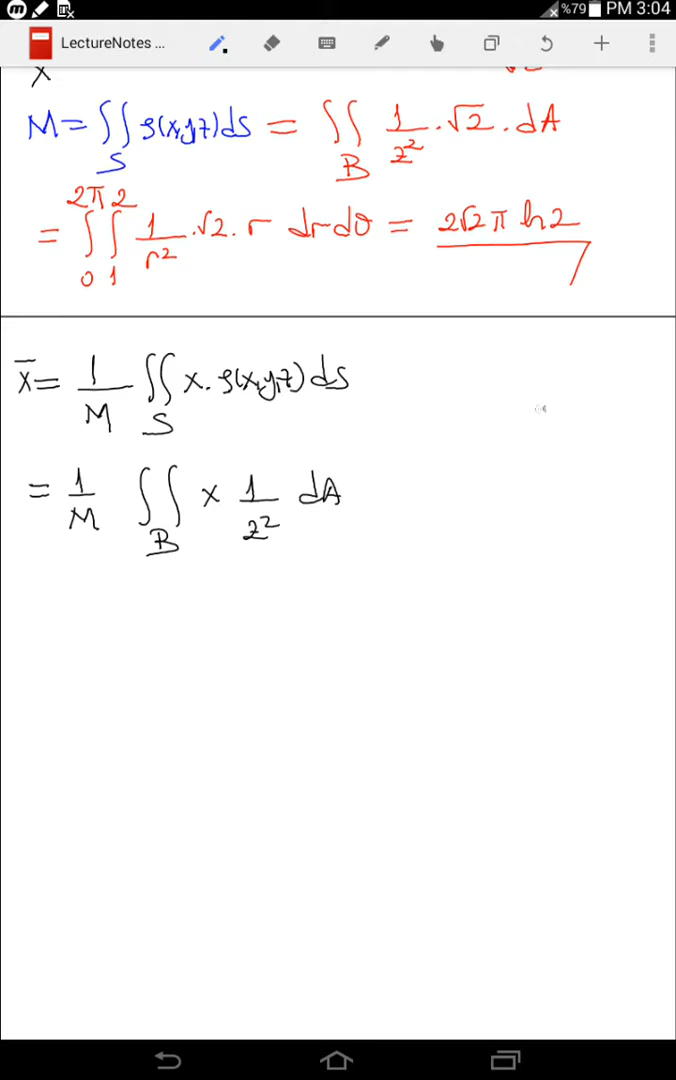 %79 PM 3:04
LectureNotes ...
x
M = ∬_S ρ(x,y,z) ds = ∬_B 1/z² · √2 · dA
= ∫_0^{2π} ∫_1^2 1/r² · √2 · r dr dθ = 2√2 π ln2
x̄ = 1/M ∬_S x · ρ(x,y,z) ds
= 1/M ∬_B x 1/z² dA